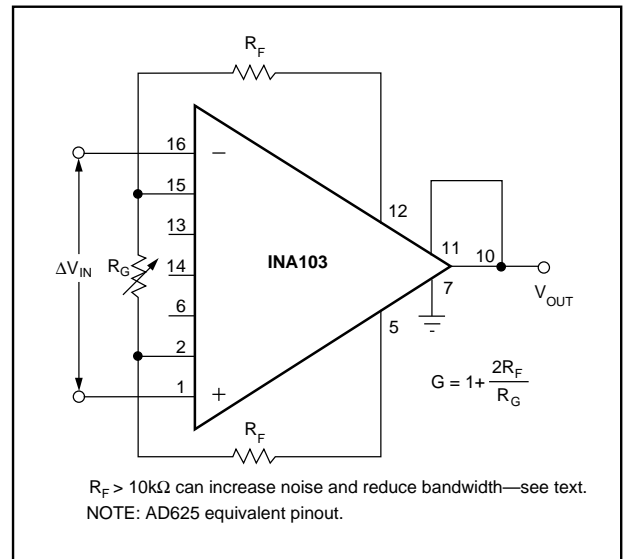 R_F
16
−
15
12
13
11
10
INA103
ΔV_IN
R_G
14
7
V_OUT
6
5
2
G = 1+ 2R_F / R_G
1
+
R_F
R_F > 10kΩ can increase noise and reduce bandwidth—see text.
NOTE: AD625 equivalent pinout.